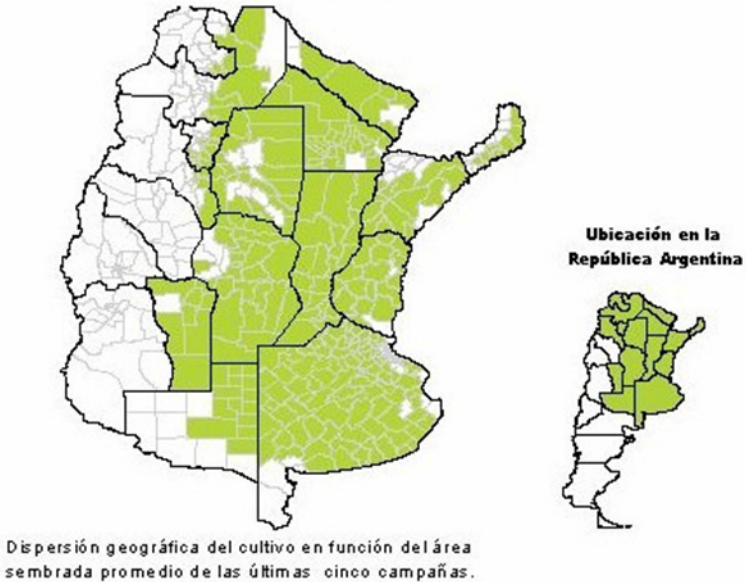 Ubicación en la
República Argentina
Dispersión geográfica del cultivo en función del área
sembrada promedio de las últimas cinco campañas.